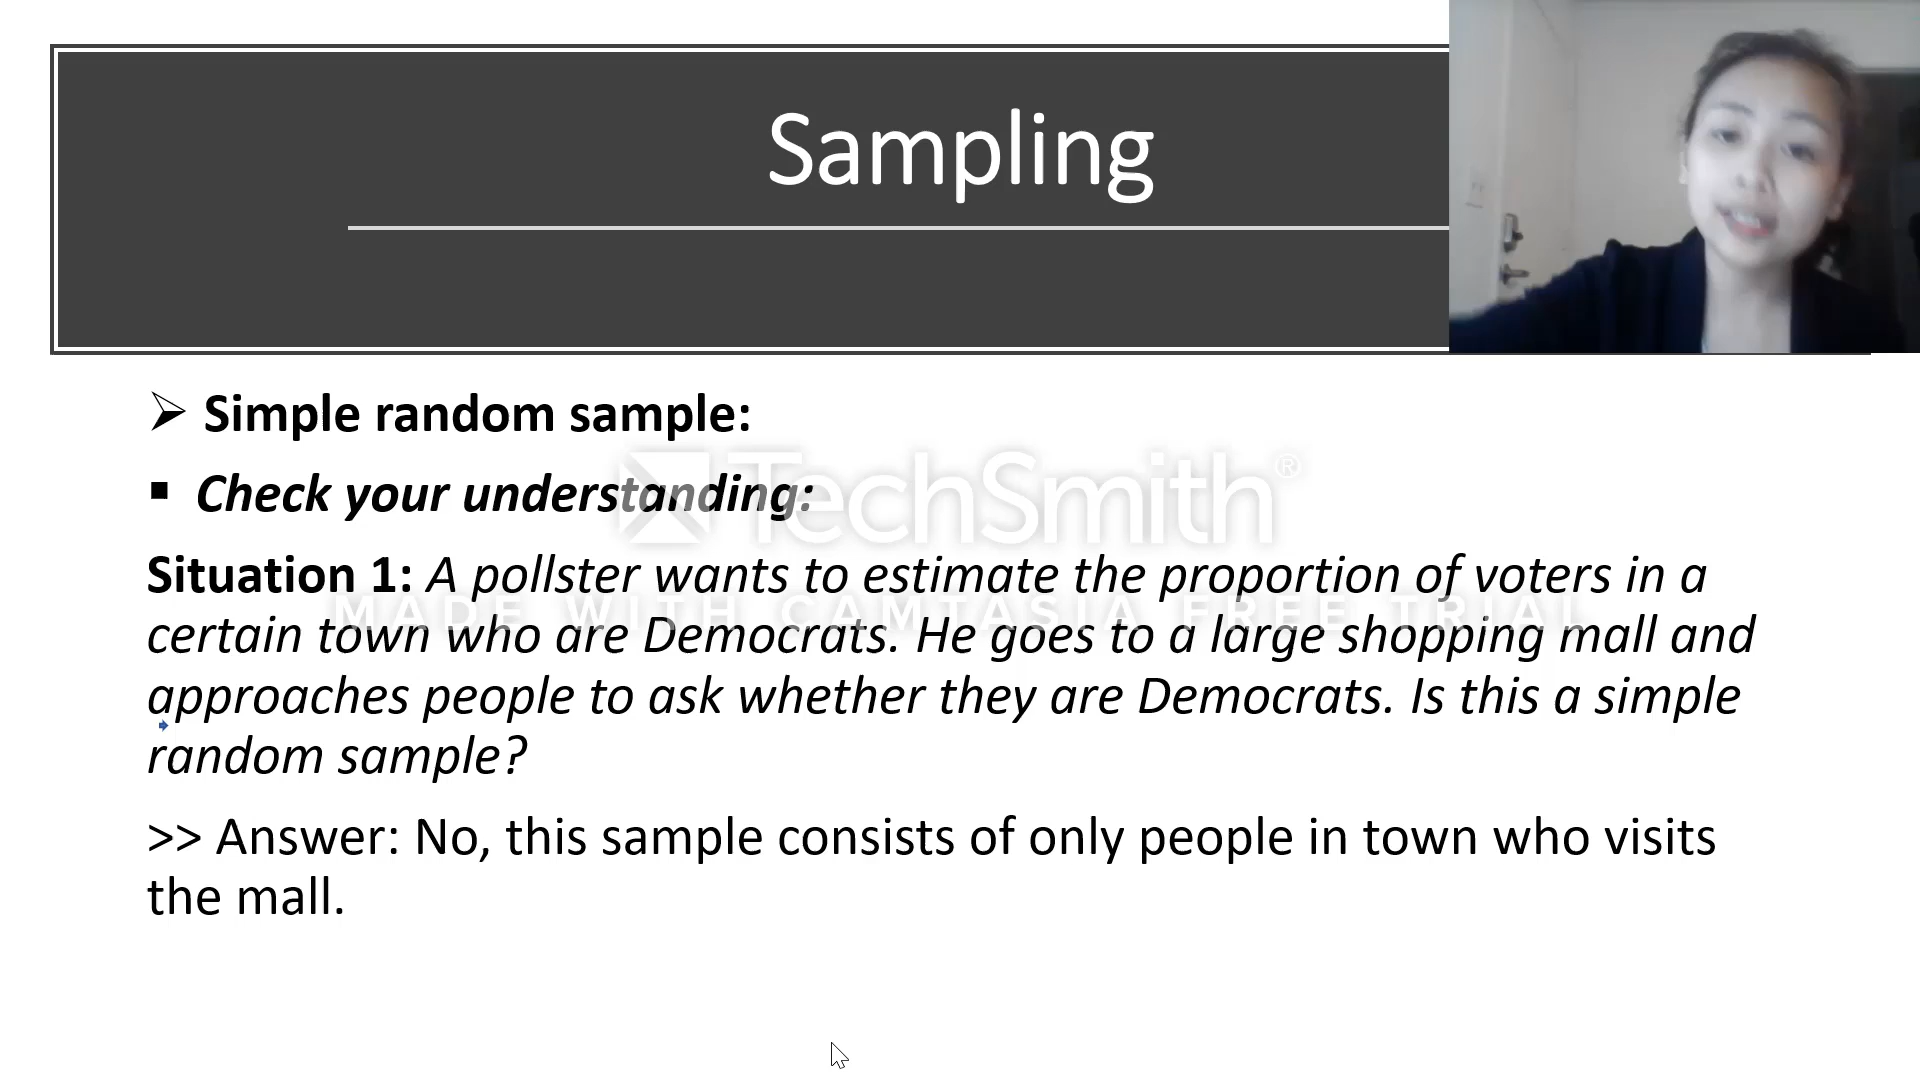 Sampling
➢ Simple random sample:
▪ Check your understanding:
TechSmith®
Situation 1: A pollster wants to estimate the proportion of voters in a
MADE WITH CAMTASIA FREE TRIAL
certain town who are Democrats. He goes to a large shopping mall and
approaches people to ask whether they are Democrats. Is this a simple
random sample?
>> Answer: No, this sample consists of only people in town who visits
the mall.